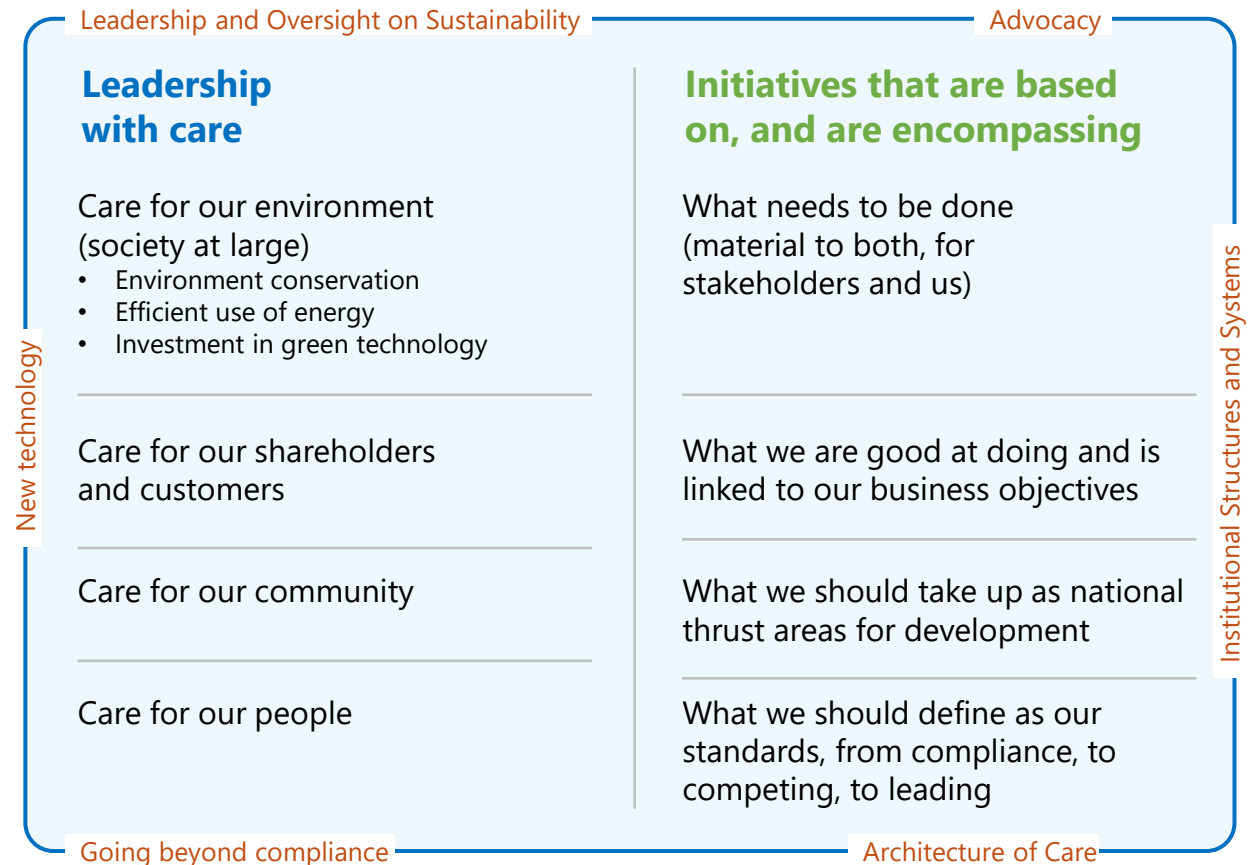 Leadership and Oversight on Sustainability
Advocacy
Leadership
with care
Care for our environment
(society at large)
• Environment conservation
• Efficient use of energy
• Investment in green technology
Care for our shareholders
and customers
Care for our community
Care for our people
Initiatives that are based
on, and are encompassing
What needs to be done
(material to both, for
stakeholders and us)
What we are good at doing and is
linked to our business objectives
What we should take up as national
thrust areas for development
What we should define as our
standards, from compliance, to
competing, to leading
New technology
Institutional Structures and Systems
Going beyond compliance
Architecture of Care